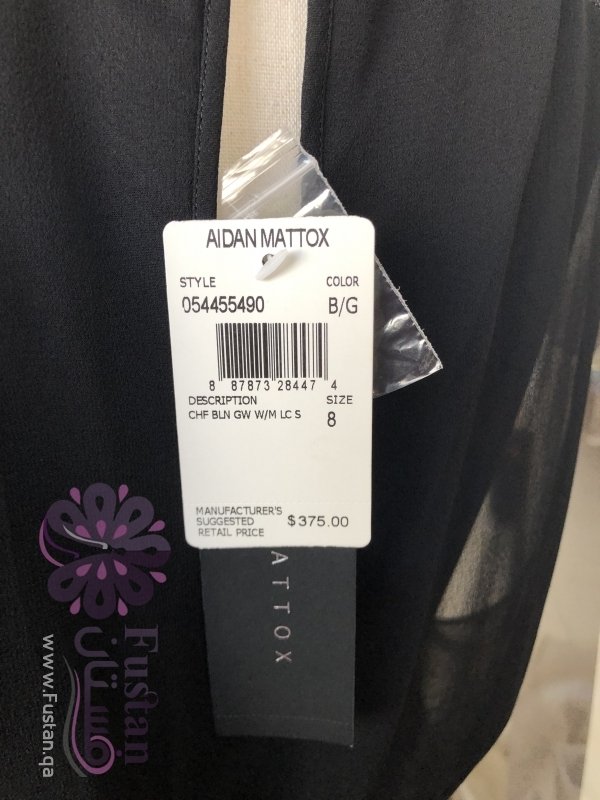 AIDAN MATTOX
STYLE COLOR
054455490 B/G
8 87873 28447 4
DESCRIPTION SIZE
CHF BLN GW W/M LC S 8
MANUFACTURER'S
SUGGESTED $375.00
RETAIL PRICE
ATTOX
Fustan
فستان
www.Fustan.qa